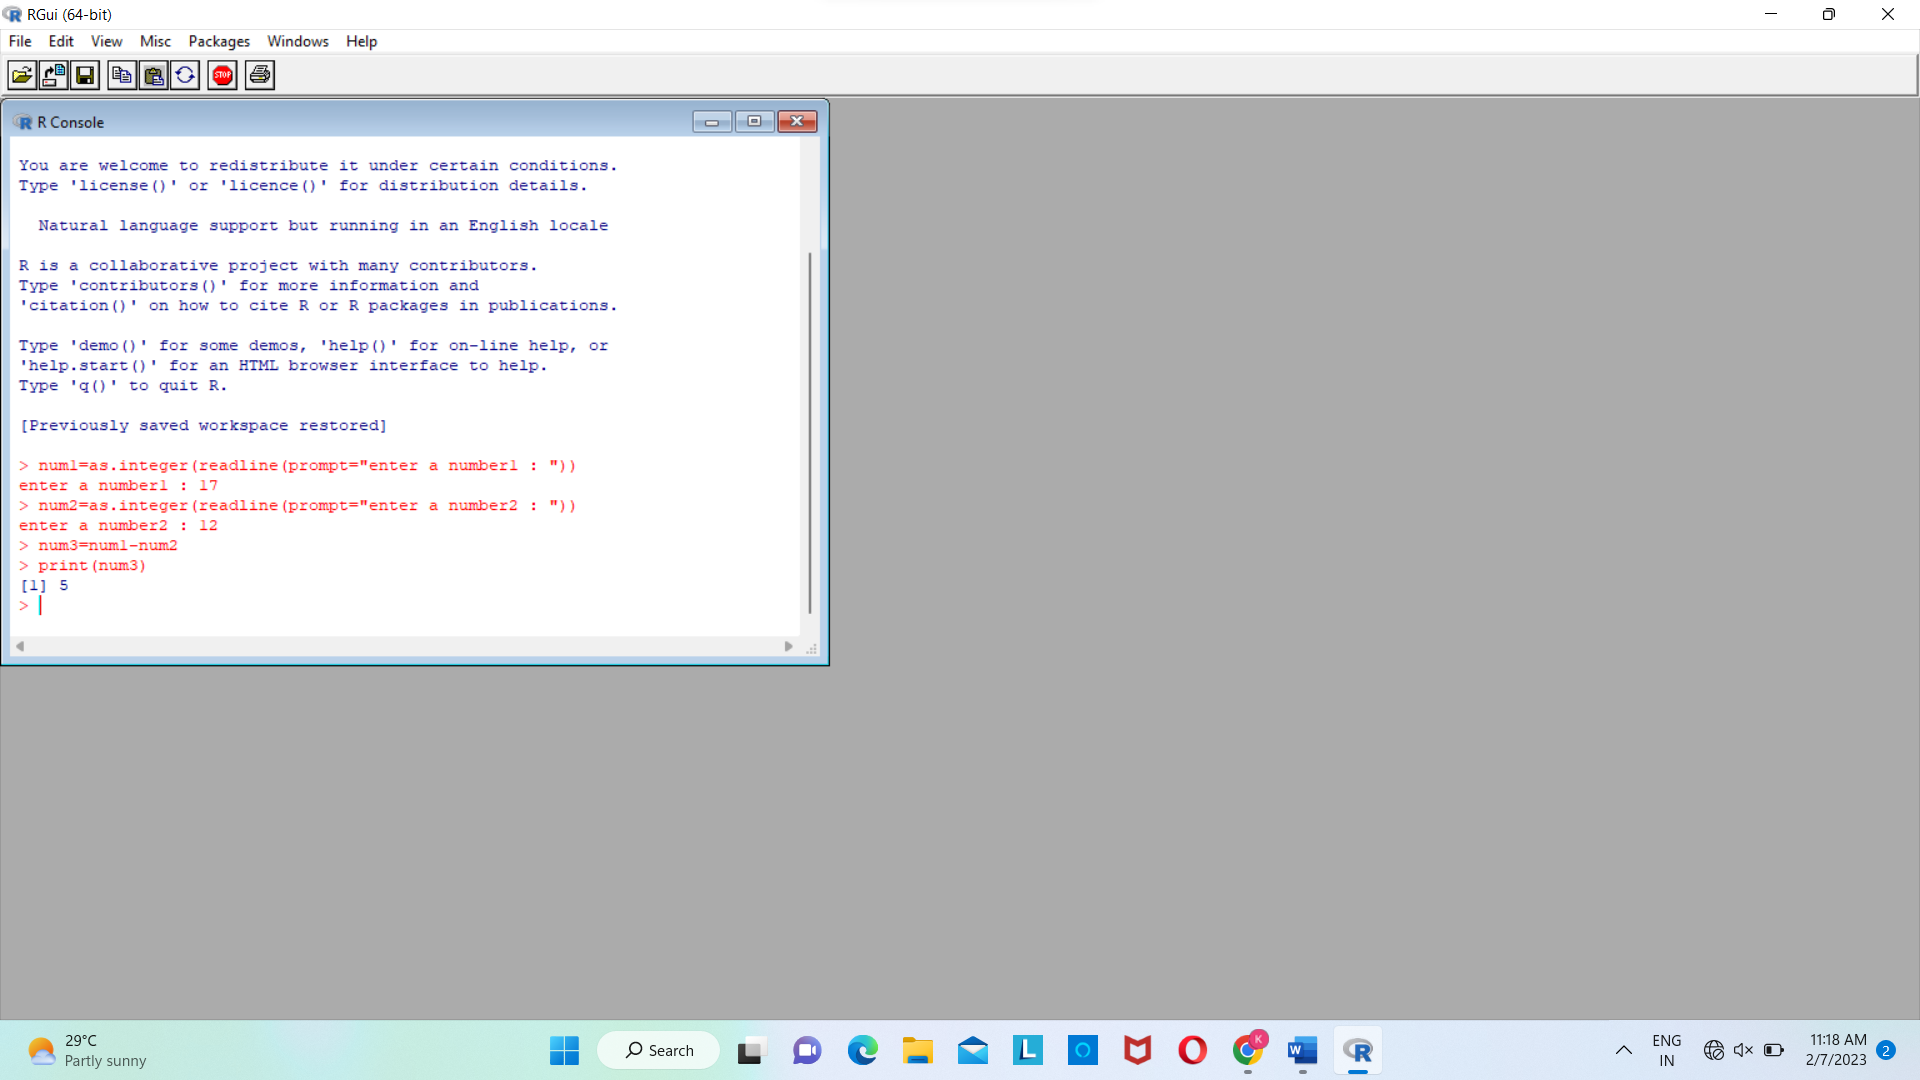 RGui (64-bit)
File Edit View Misc Packages Windows Help
STOP
R Console
You are welcome to redistribute it under certain conditions.
Type 'license()' or 'licence()' for distribution details.
Natural language support but running in an English locale
R is a collaborative project with many contributors.
Type 'contributors()' for more information and
'citation()' on how to cite R or R packages in publications.
Type 'demo()' for some demos, 'help()' for on-line help, or
'help.start()' for an HTML browser interface to help.
Type 'q()' to quit R.
[Previously saved workspace restored]
> num1=as.integer(readline(prompt="enter a number1 : "))
enter a number1 : 17
> num2=as.integer(readline(prompt="enter a number2 : "))
enter a number2 : 12
> num3=num1-num2
> print(num3)
[1] 5
>
29°C
Partly sunny
Search
ENG
IN
11:18 AM
2/7/2023
2